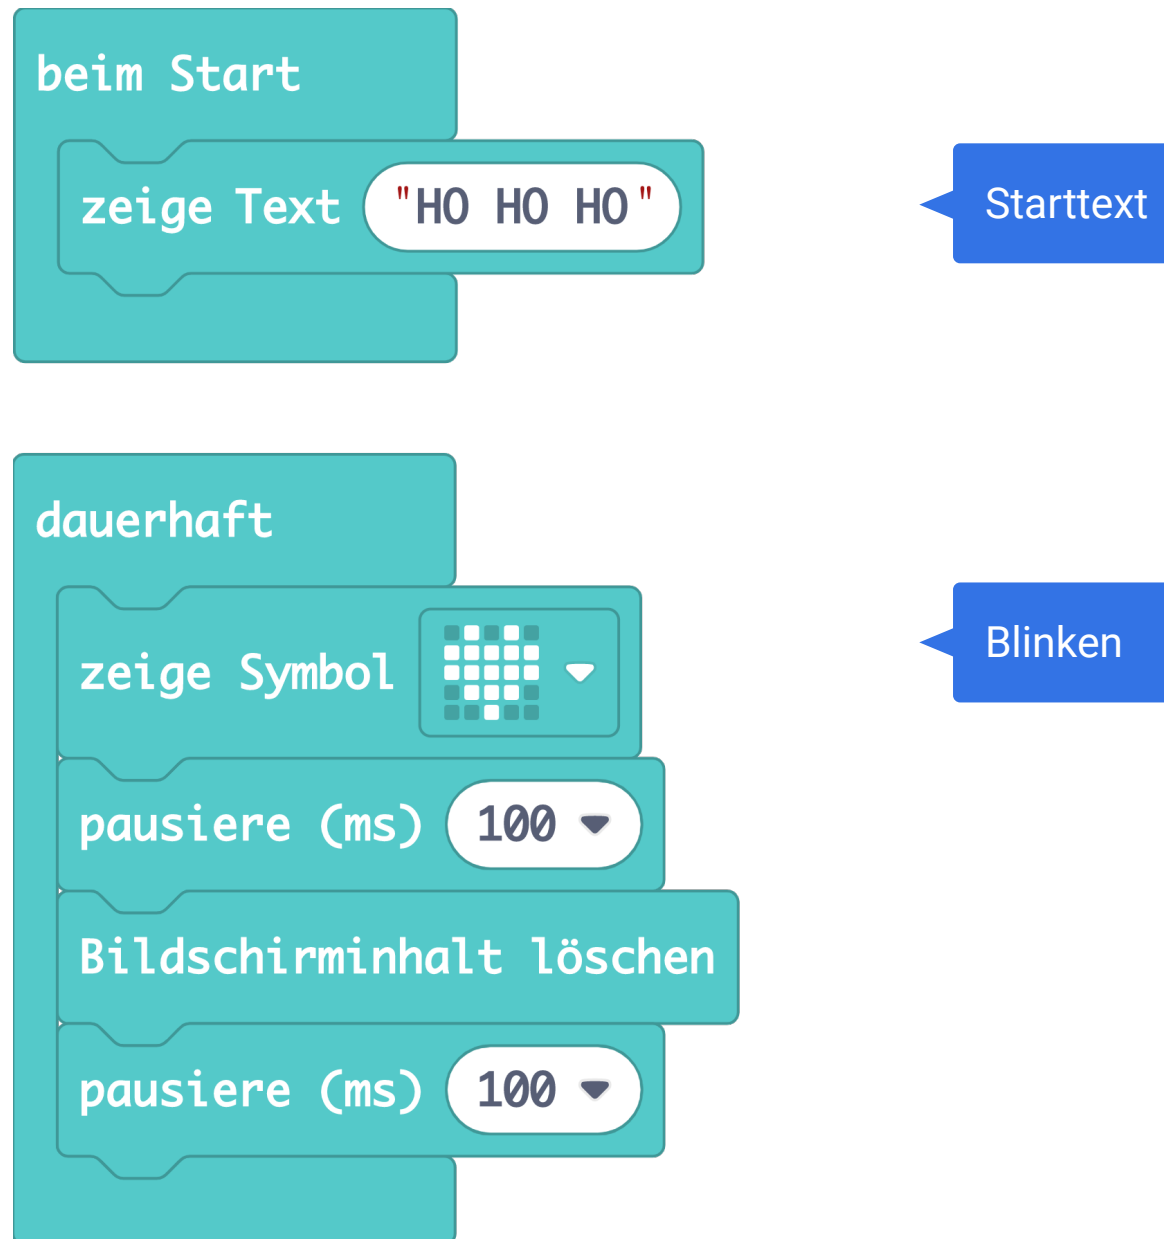 beim Start
zeige Text "HO HO HO"
Starttext
dauerhaft
zeige Symbol
Blinken
pausiere (ms) 100
Bildschirminhalt löschen
pausiere (ms) 100